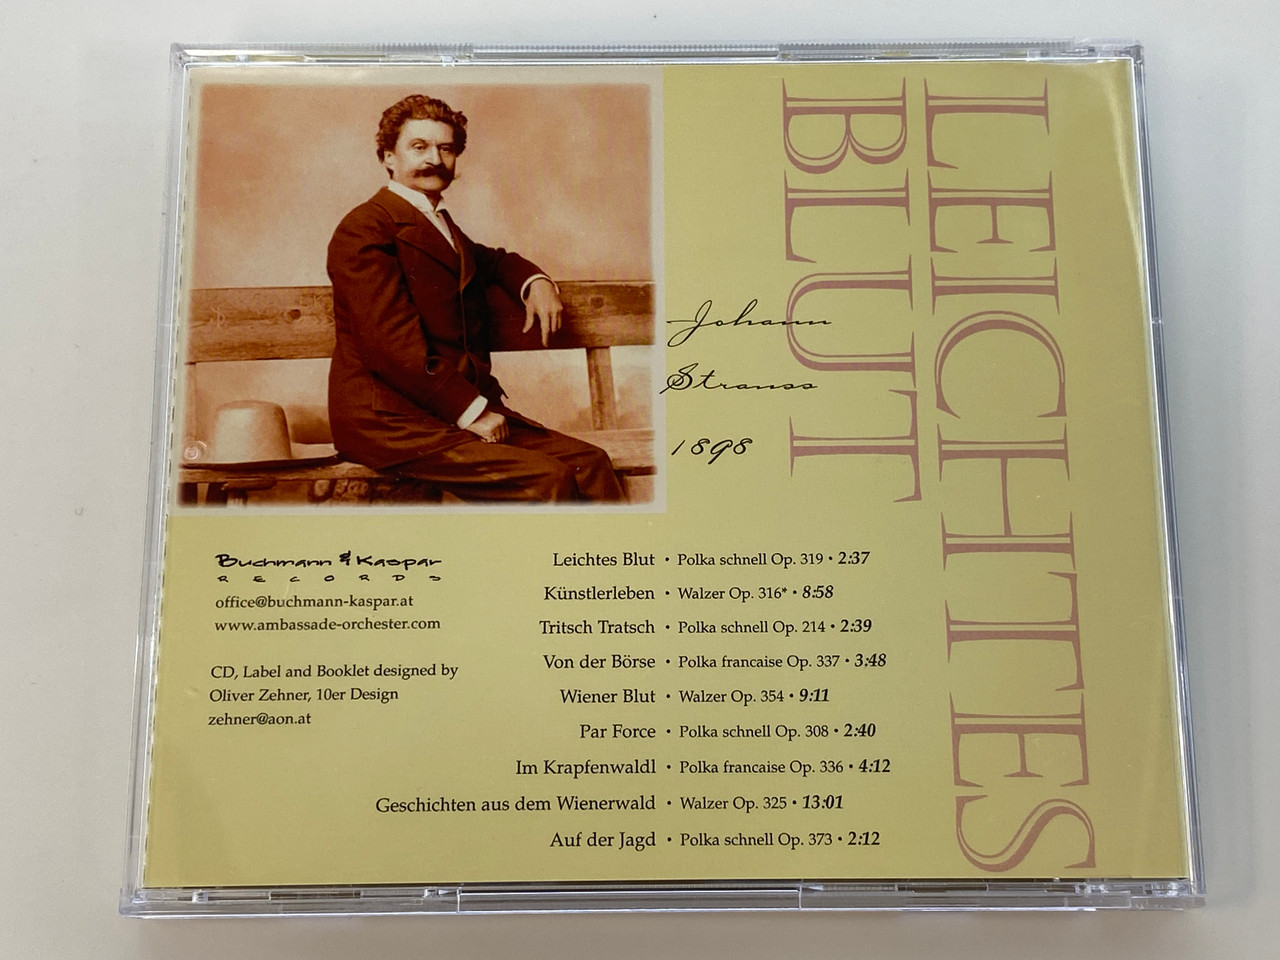 LEICHTES
BLUT
Johann
Strauss
1898
Buchmann & Kaspar
RECORDS
office@buchmann-kaspar.at
www.ambassade-orchester.com
CD, Label and Booklet designed by
Oliver Zehner, 10er Design
zehner@aon.at
Leichtes Blut • Polka schnell Op. 319 • 2:37
Künstlerleben • Walzer Op. 316* • 8:58
Tritsch Tratsch • Polka schnell Op. 214 • 2:39
Von der Börse • Polka francaise Op. 337 • 3:48
Wiener Blut • Walzer Op. 354 • 9:11
Par Force • Polka schnell Op. 308 • 2:40
Im Krapfenwaldl • Polka francaise Op. 336 • 4:12
Geschichten aus dem Wienerwald • Walzer Op. 325 • 13:01
Auf der Jagd • Polka schnell Op. 373 • 2:12